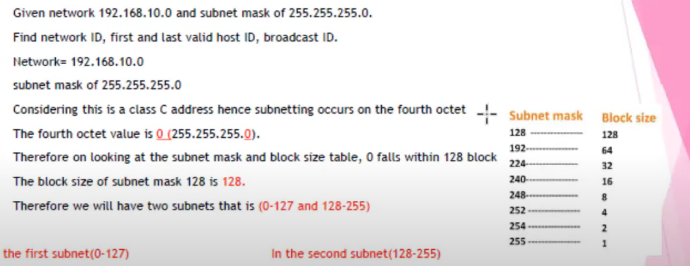 Given network 192.168.10.0 and subnet mask of 255.255.255.0.
Find network ID, first and last valid host ID, broadcast ID.
Network= 192.168.10.0
subnet mask of 255.255.255.0
Considering this is a class C address hence subnetting occurs on the fourth octet
The fourth octet value is 0 (255.255.255.0).
Therefore on looking at the subnet mask and block size table, 0 falls within 128 block
The block size of subnet mask 128 is 128.
Therefore we will have two subnets that is (0-127 and 128-255)
Subnet mask Block size
128 ---------------- 128
192---------------- 64
224---------------- 32
240---------------- 16
248---------------- 8
252 ---------------- 4
254 ---------------- 2
255 ---------------- 1
the first subnet(0-127) In the second subnet(128-255)